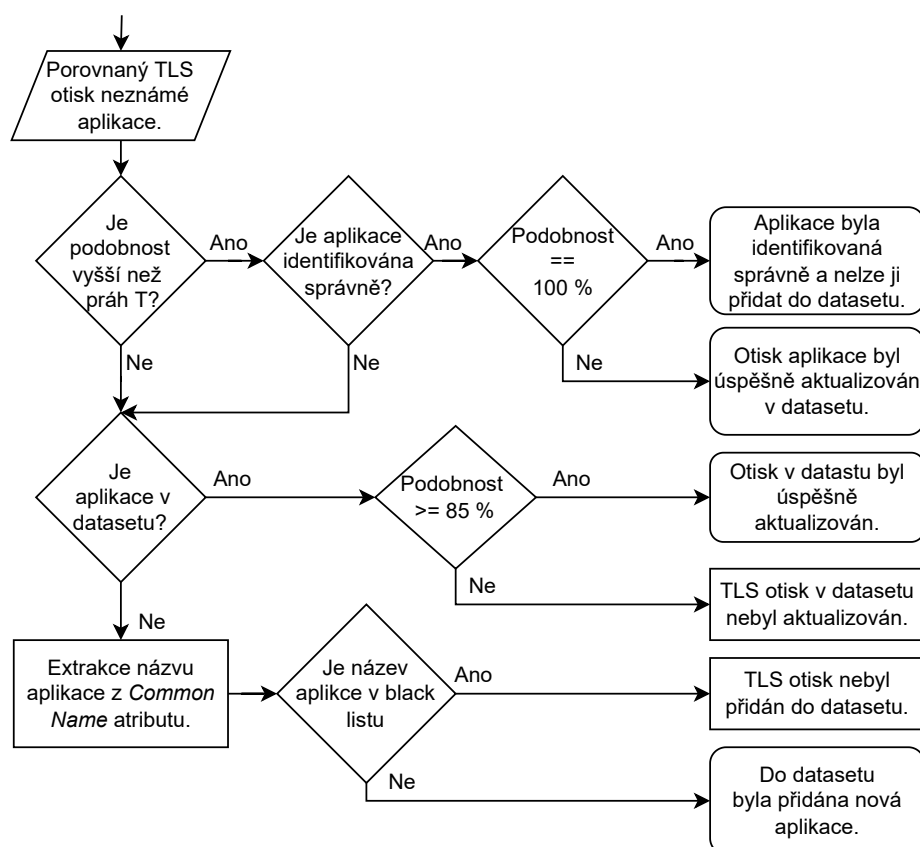 Porovnaný TLS
otisk neznámé
aplikace.
Je
podobnost
vyšší než
práh T?
Ano
Je aplikace
identifikována
správně?
Ano
Podobnost
==
100 %
Ano
Aplikace byla
identifikovaná
správně a nelze ji
přidat do datasetu.
Ne
Ne
Ne
Otisk aplikace byl
úspěšně aktualizován
v datasetu.
Je
aplikace v
datasetu?
Ano
Podobnost
>= 85 %
Ano
Otisk v datastu byl
úspěšně
aktualizován.
Ne
TLS otisk v datasetu
nebyl aktualizován.
Ne
Extrakce názvu
aplikace z Common
Name atributu.
Je název
aplikce v black
listu
Ano
TLS otisk nebyl
přidán do datasetu.
Ne
Do datasetu
byla přidána nová
aplikace.